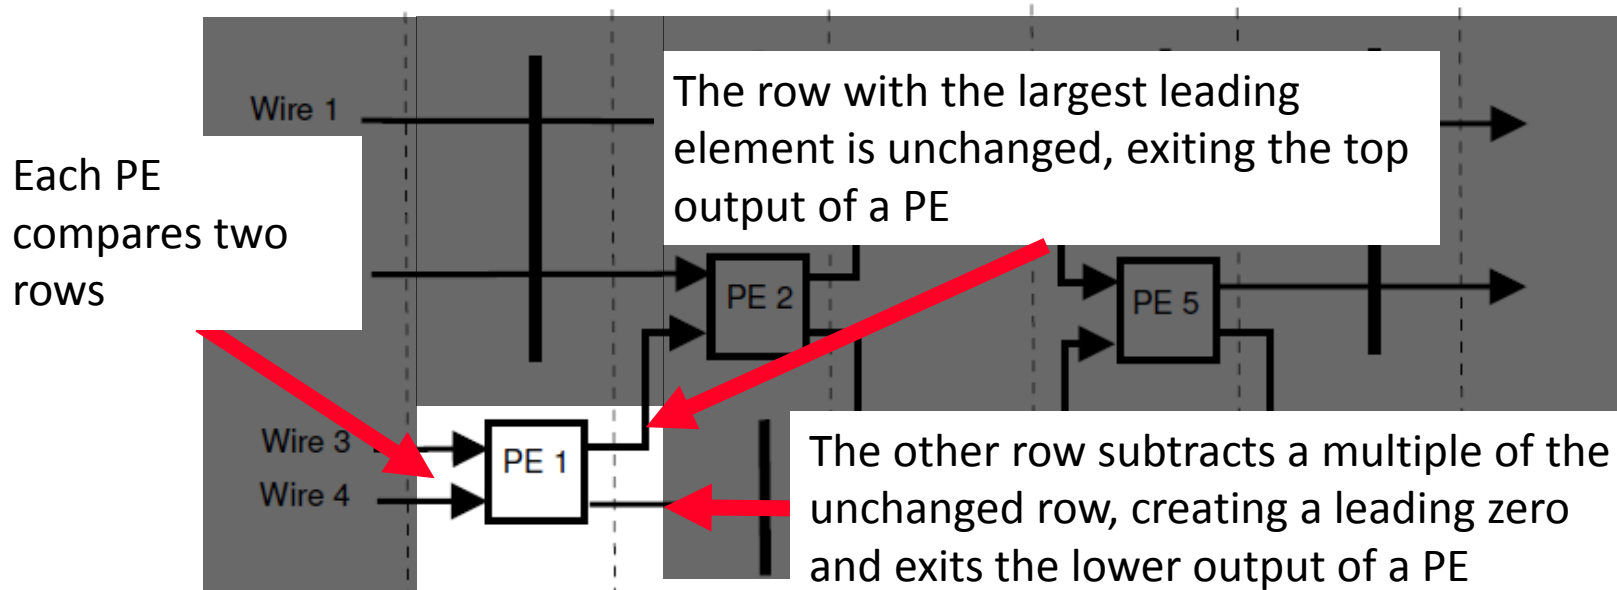 Wire 1
The row with the largest leading
element is unchanged, exiting the top
output of a PE
Each PE
compares two
rows
PE 2
PE 5
Wire 3
PE 1
Wire 4
The other row subtracts a multiple of the
unchanged row, creating a leading zero
and exits the lower output of a PE